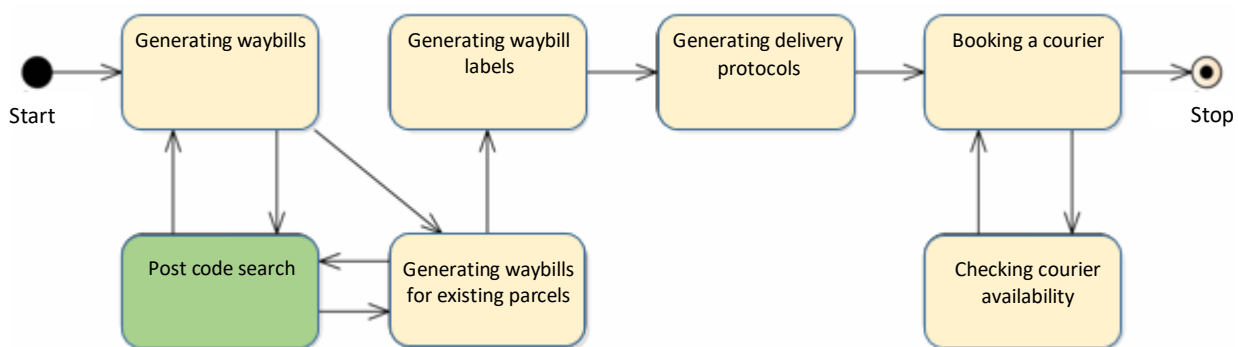 Generating waybills
Generating waybill
labels
Generating delivery
protocols
Booking a courier
Start
Stop
Post code search
Generating waybills
for existing parcels
Checking courier
availability